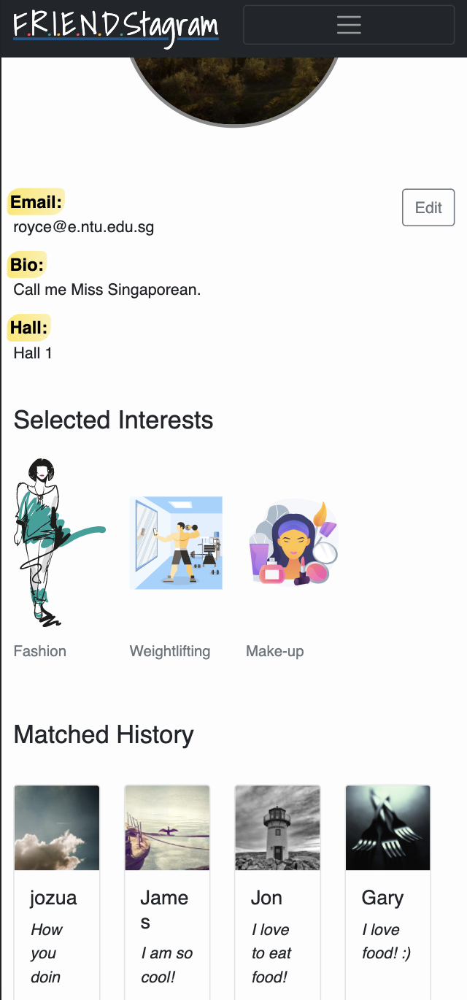 F.R.I.E.N.D.Stagram
Email:
Edit
royce@e.ntu.edu.sg
Bio:
Call me Miss Singaporean.
Hall:
Hall 1
Selected Interests
Fashion
Weightlifting
Make-up
Matched History
jozua
How
you
doin
Jame
s
I am so
cool!
Jon
I love
to eat
food!
Gary
I love
food! :)